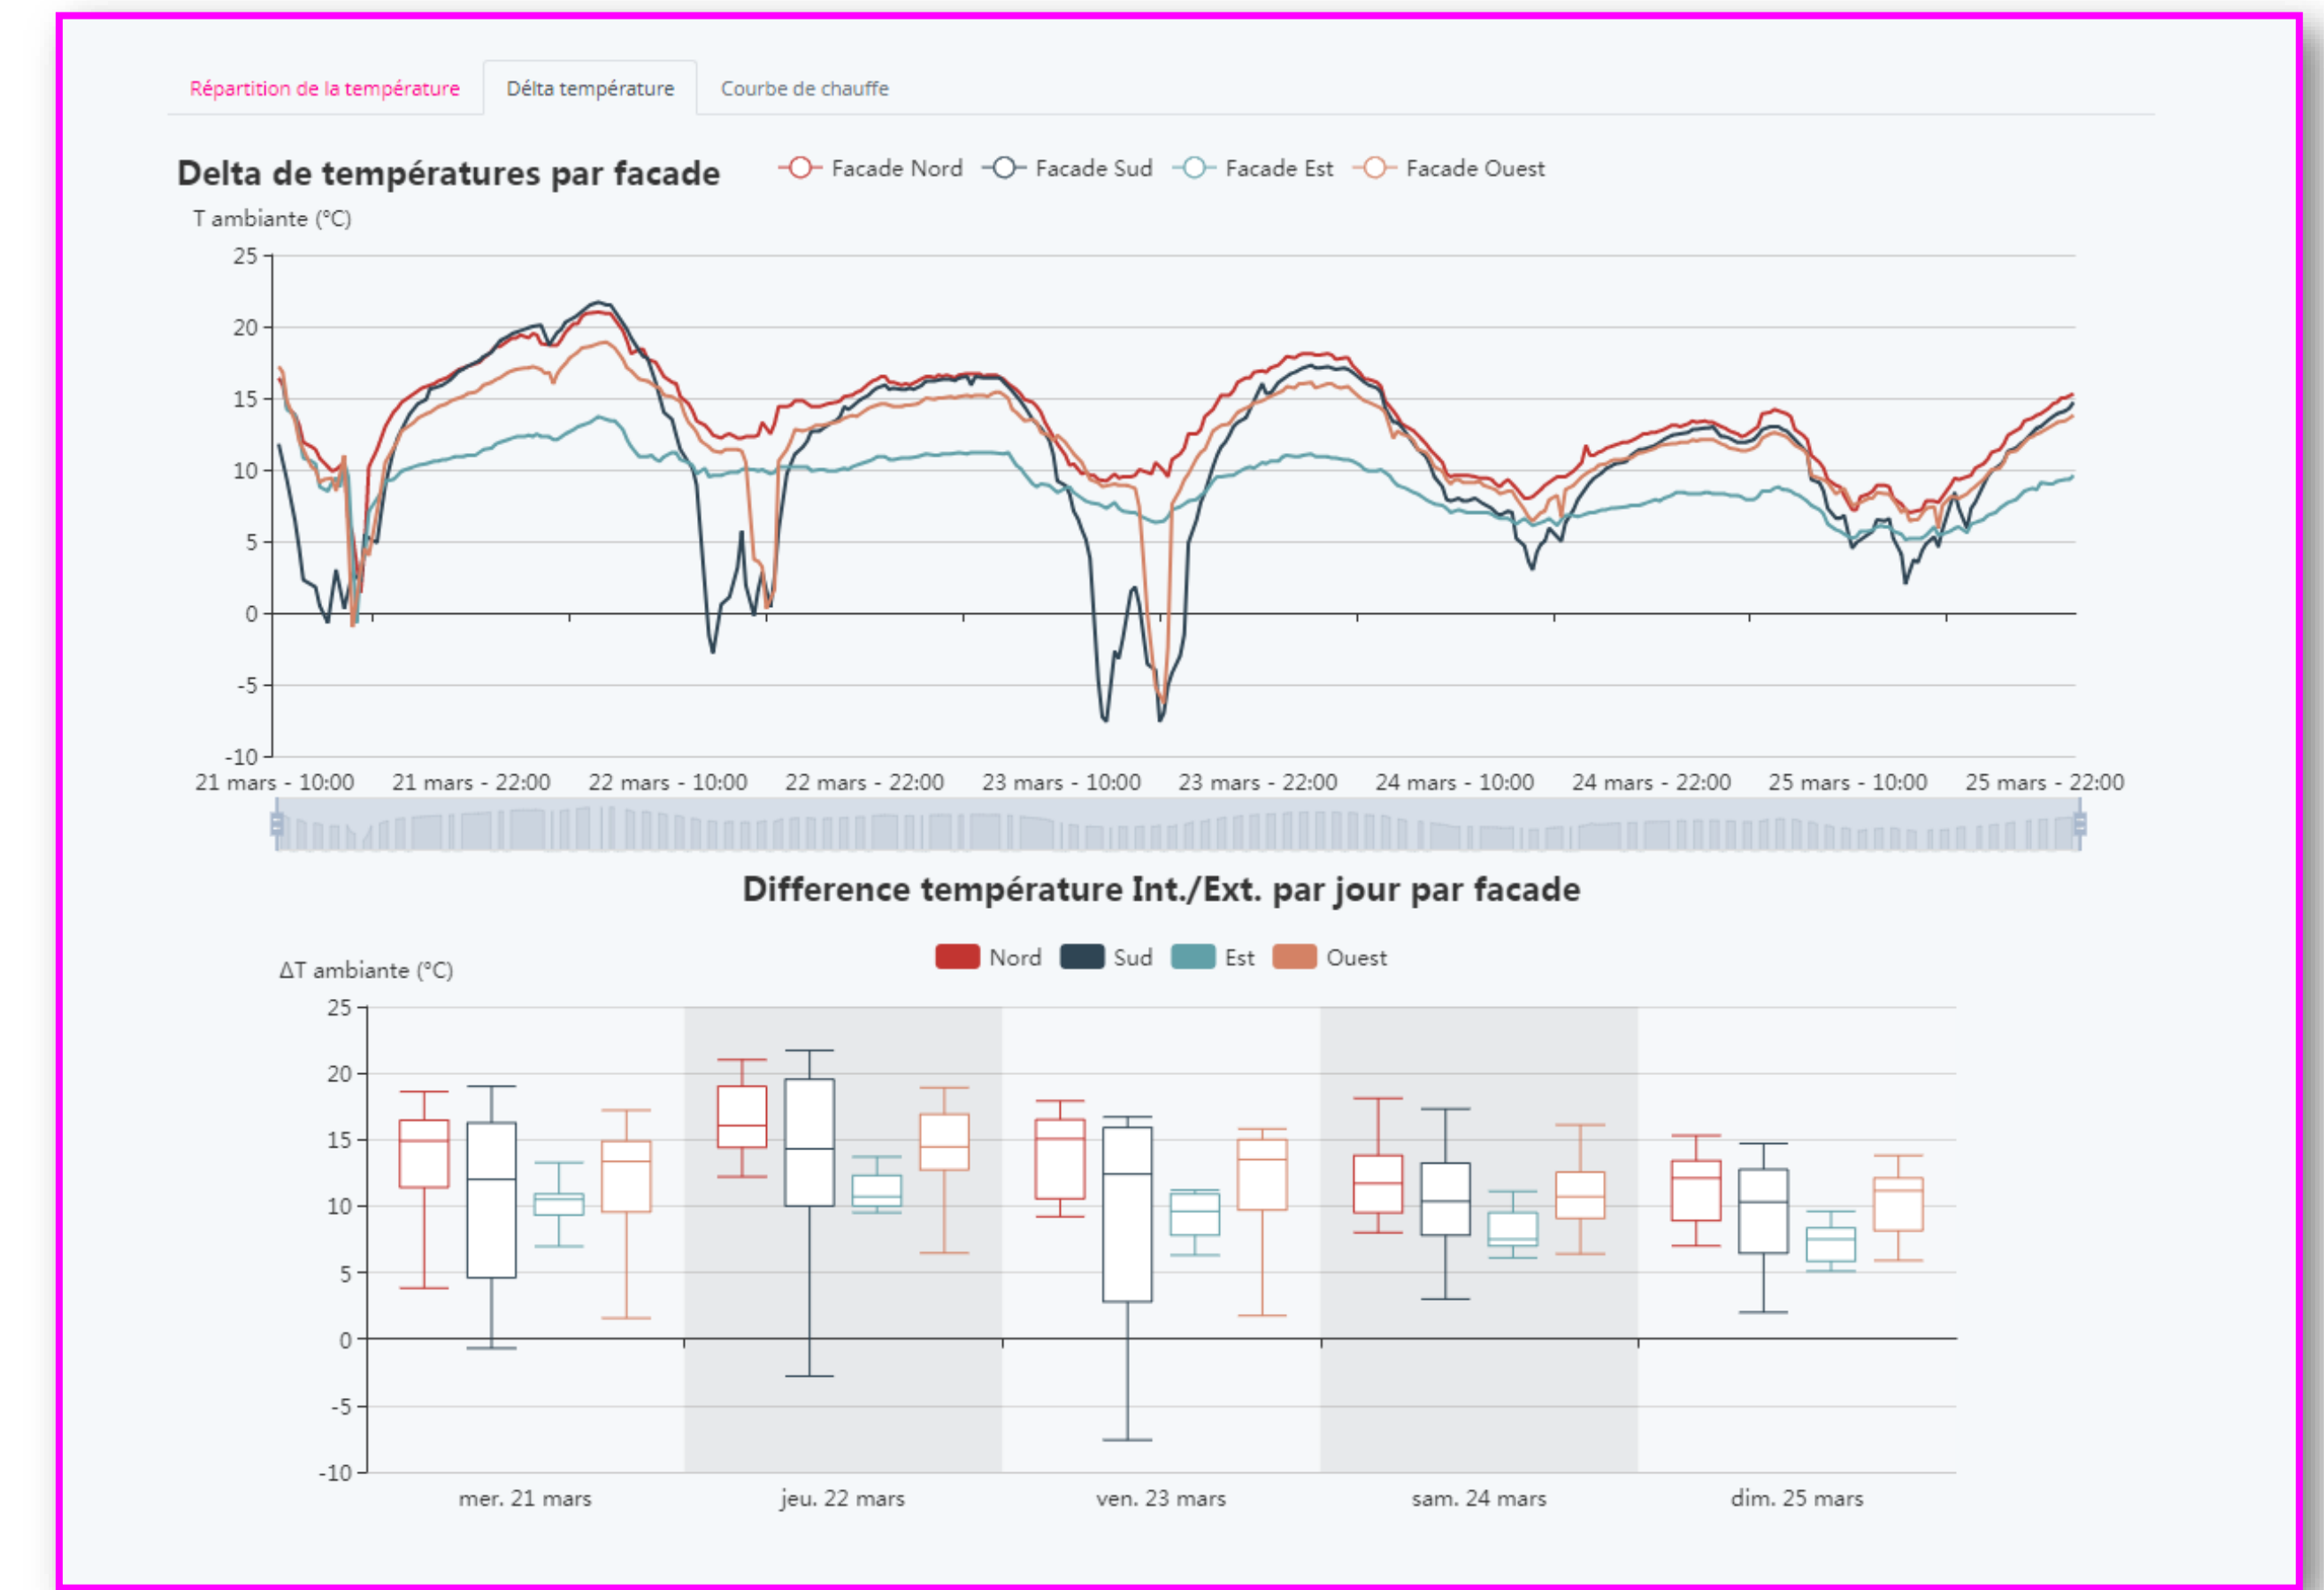 Répartition de la température Délta température Courbe de chauffe
Delta de températures par facade Facade Nord Facade Sud Facade Est Facade Ouest
T ambiante (°C)
25
20
15
10
5
0
-5
-10
21 mars - 10:00 21 mars - 22:00 22 mars - 10:00 22 mars - 22:00 23 mars - 10:00 23 mars - 22:00 24 mars - 10:00 24 mars - 22:00 25 mars - 10:00 25 mars - 22:00
Difference température Int./Ext. par jour par facade
Nord Sud Est Ouest
ΔT ambiante (°C)
25
20
15
10
5
0
-5
-10
mer. 21 mars jeu. 22 mars ven. 23 mars sam. 24 mars dim. 25 mars